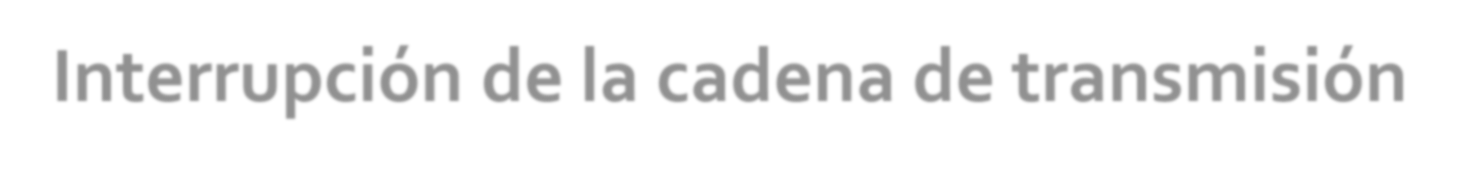 Interrupción de la cadena de transmisión